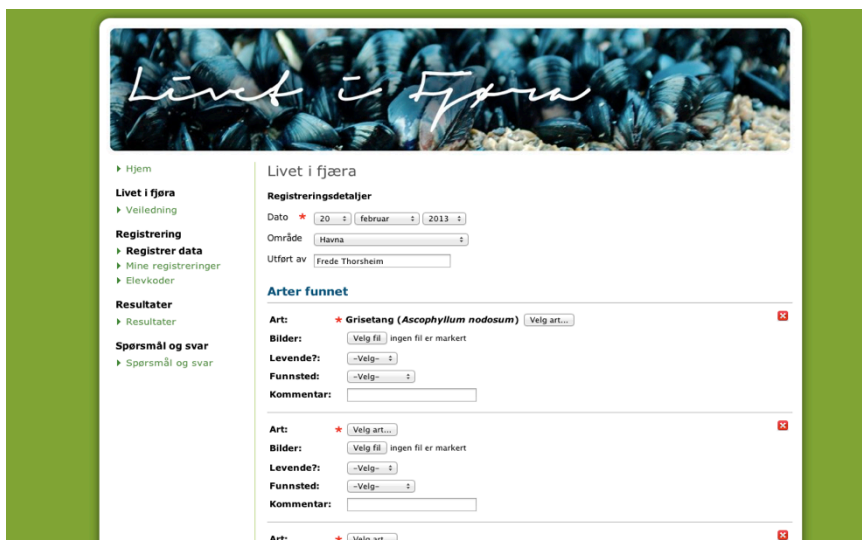 Livet i Fjøra
Hjem
Livet i fjøra
Veiledning
Registrering
Registrer data
Mine registreringer
Elevkoder
Resultater
Resultater
Spørsmål og svar
Spørsmål og svar
Livet i fjæra
Registreringsdetaljer
Dato * 20 februar 2013
Område Havna
Utført av Frede Thorsheim
Arter funnet
Art: * Grisetang (Ascophyllum nodosum) Velg art...
Bilder: Velg fil ingen fil er markert
Levende?: -Velg-
Funnsted: -Velg-
Kommentar:
Art: * Velg art...
Bilder: Velg fil ingen fil er markert
Levende?: -Velg-
Funnsted: -Velg-
Kommentar:
Art: * Velg art...